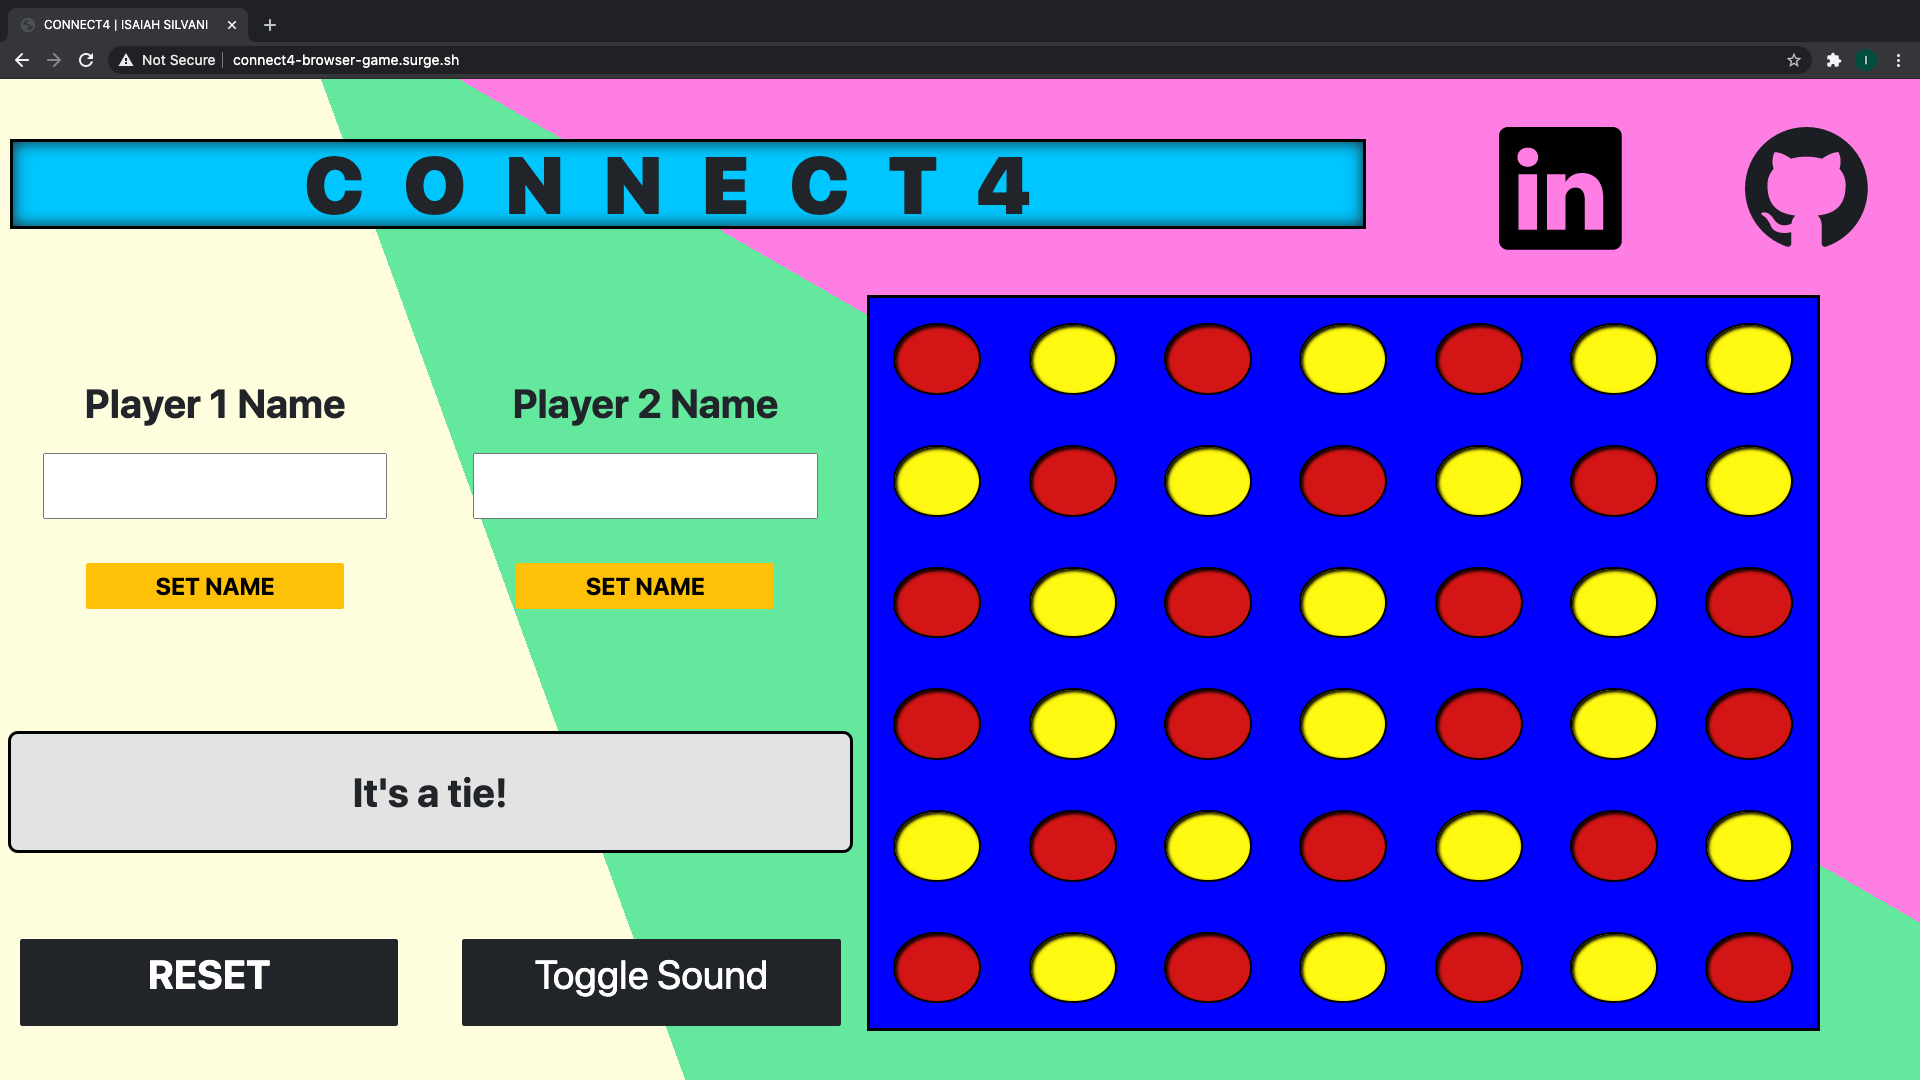 CONNECT4 | ISAIAH SILVANI
Not Secure
connect4-browser-game.surge.sh
I
CONNECT4
in
Player 1 Name
Player 2 Name
SET NAME
SET NAME
It's a tie!
RESET
Toggle Sound